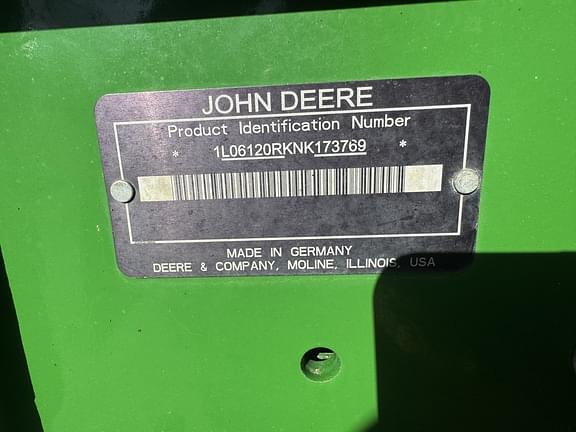 JOHN DEERE
Product Identification Number
* 1L06120RKNK173769 *
MADE IN GERMANY
DEERE & COMPANY, MOLINE, ILLINOIS, USA